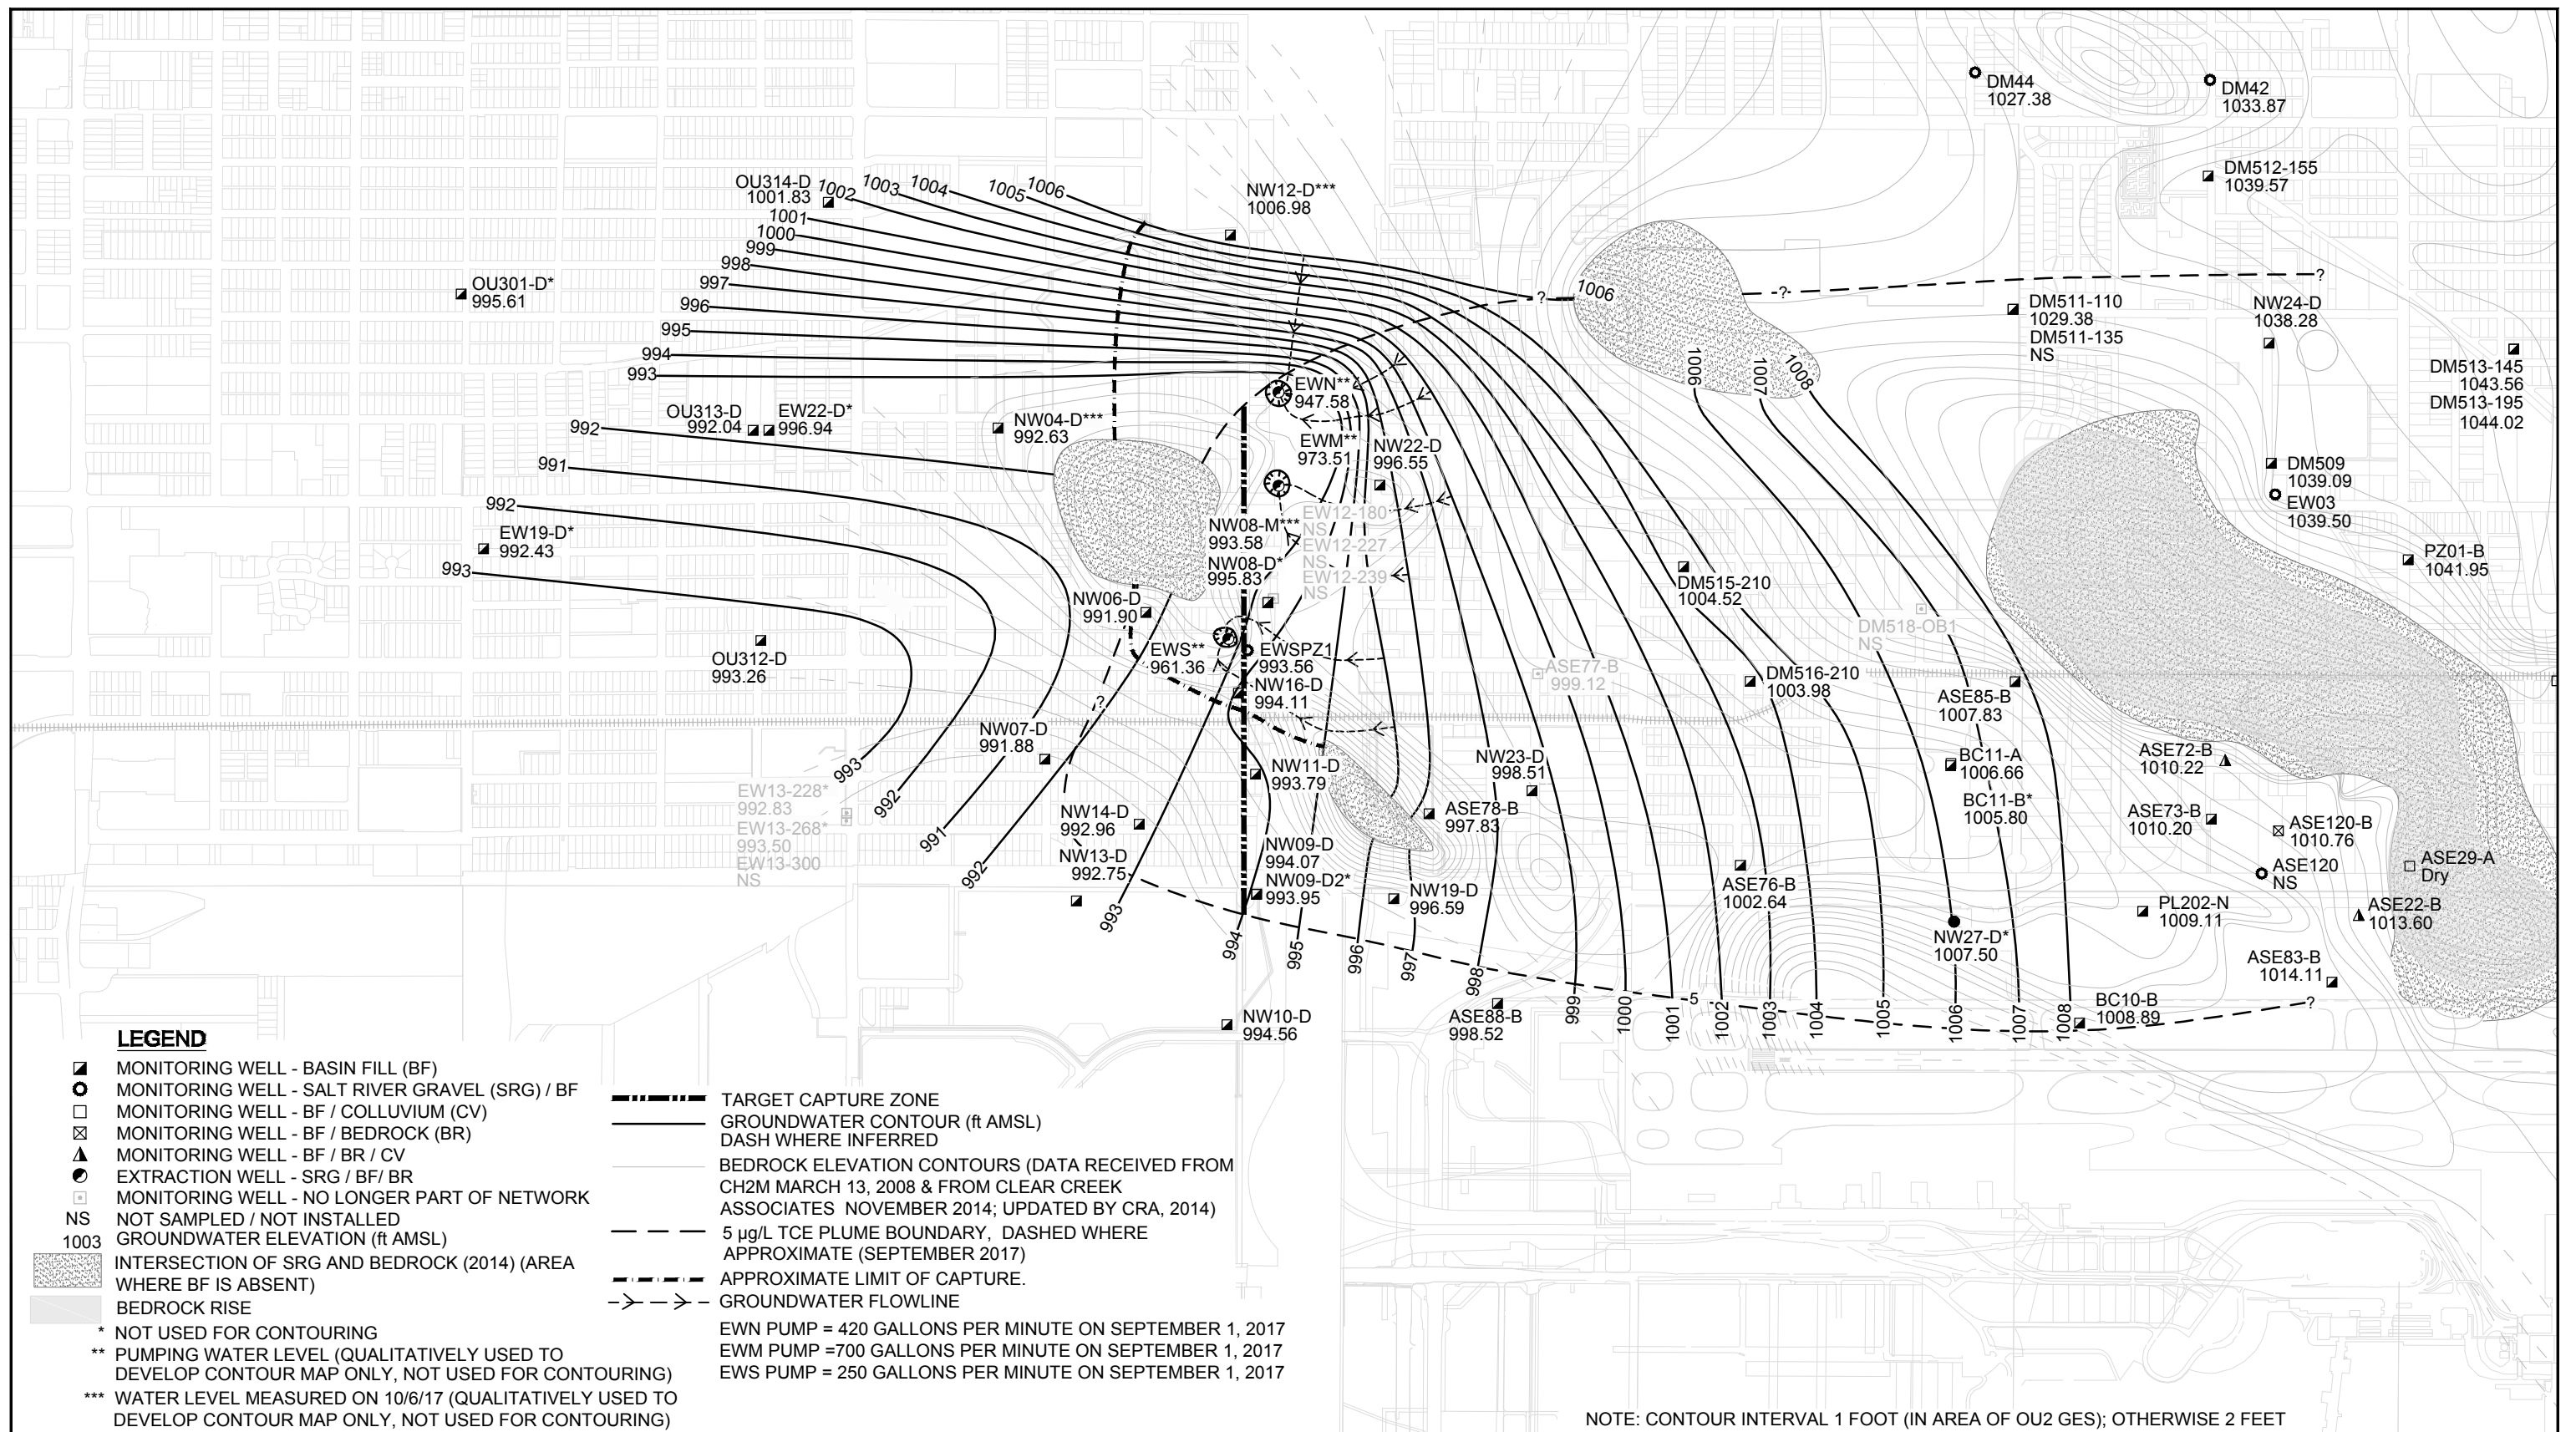 DM44
1027.38
DM42
1033.87
DM512-155
1039.57
OU314-D
1001.83
1002
1003
1004
1005
1006
NW12-D***
1006.98
1001
1000
999
998
997
996
995
994
993
OU301-D*
995.61
1006
?
?
?
DM511-110
1029.38
DM511-135
NS
NW24-D
1038.28
DM513-145
1043.56
DM513-195
1044.02
1006
1007
1008
EWN**
947.58
OU313-D
992.04
EW22-D*
996.94
NW04-D***
992.63
992
991
992
993
EWM**
973.51
NW22-D
996.55
DM509
1039.09
EW03
1039.50
EW19-D*
992.43
EW12-180
NS
EW12-227
NS
EW12-239
NS
NW08-M***
993.58
NW08-D*
995.83
PZ01-B
1041.95
DM515-210
1004.52
NW06-D
991.90
DM518-OB1
NS
OU312-D
993.26
EWS**
961.36
EWSPZ1
993.56
NW16-D
994.11
ASE77-B
999.12
DM516-210
1003.98
ASE85-B
1007.83
?
NW07-D
991.88
993
992
991
992
993
NW11-D
993.79
NW23-D
998.51
BC11-A
1006.66
BC11-B*
1005.80
ASE72-B
1010.22
EW13-228*
992.83
EW13-268*
993.50
EW13-300
NS
NW14-D
992.96
NW13-D
992.75
ASE78-B
997.83
ASE73-B
1010.20
ASE120-B
1010.76
NW09-D
994.07
NW09-D2*
993.95
NW19-D
996.59
ASE76-B
1002.64
ASE120
NS
ASE29-A
Dry
PL202-N
1009.11
ASE22-B
1013.60
NW27-D*
1007.50
ASE83-B
1014.11
994
995
996
997
998
999
1000
1001
1002
1003
1004
1005
1006
1007
1008
5
?
NW10-D
994.56
ASE88-B
998.52
BC10-B
1008.89
LEGEND
MONITORING WELL - BASIN FILL (BF)
MONITORING WELL - SALT RIVER GRAVEL (SRG) / BF
MONITORING WELL - BF / COLLUVIUM (CV)
MONITORING WELL - BF / BEDROCK (BR)
MONITORING WELL - BF / BR / CV
EXTRACTION WELL - SRG / BF/ BR
MONITORING WELL - NO LONGER PART OF NETWORK
NS NOT SAMPLED / NOT INSTALLED
1003 GROUNDWATER ELEVATION (ft AMSL)
INTERSECTION OF SRG AND BEDROCK (2014) (AREA
WHERE BF IS ABSENT)
BEDROCK RISE
* NOT USED FOR CONTOURING
** PUMPING WATER LEVEL (QUALITATIVELY USED TO
DEVELOP CONTOUR MAP ONLY, NOT USED FOR CONTOURING)
*** WATER LEVEL MEASURED ON 10/6/17 (QUALITATIVELY USED TO
DEVELOP CONTOUR MAP ONLY, NOT USED FOR CONTOURING)
TARGET CAPTURE ZONE
GROUNDWATER CONTOUR (ft AMSL)
DASH WHERE INFERRED
BEDROCK ELEVATION CONTOURS (DATA RECEIVED FROM
CH2M MARCH 13, 2008 & FROM CLEAR CREEK
ASSOCIATES NOVEMBER 2014; UPDATED BY CRA, 2014)
5 µg/L TCE PLUME BOUNDARY, DASHED WHERE
APPROXIMATE (SEPTEMBER 2017)
APPROXIMATE LIMIT OF CAPTURE.
GROUNDWATER FLOWLINE
EWN PUMP = 420 GALLONS PER MINUTE ON SEPTEMBER 1, 2017
EWM PUMP =700 GALLONS PER MINUTE ON SEPTEMBER 1, 2017
EWS PUMP = 250 GALLONS PER MINUTE ON SEPTEMBER 1, 2017
NOTE: CONTOUR INTERVAL 1 FOOT (IN AREA OF OU2 GES); OTHERWISE 2 FEET